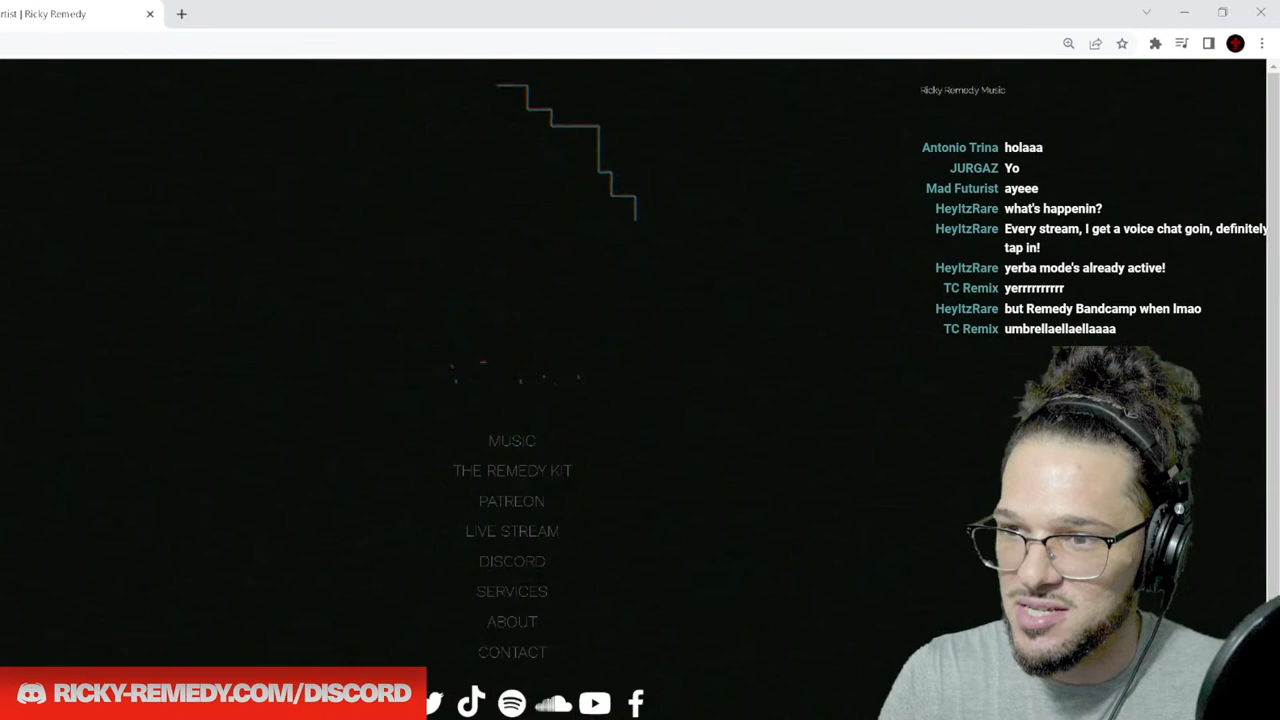 rtist | Ricky Remedy
Ricky Remedy Music
Antonio Trina holaaa
JURGAZ Yo
Mad Futurist ayeee
HeyItzRare what's happenin?
HeyItzRare Every stream, I get a voice chat goin, definitely
tap in!
HeyItzRare yerba mode's already active!
TC Remix yerrrrrrrrrr
HeyItzRare but Remedy Bandcamp when lmao
TC Remix umbrellaellaellaaaa
MUSIC
THE REMEDY KIT
PATREON
LIVE STREAM
DISCORD
SERVICES
ABOUT
CONTACT
RICKY-REMEDY.COM/DISCORD